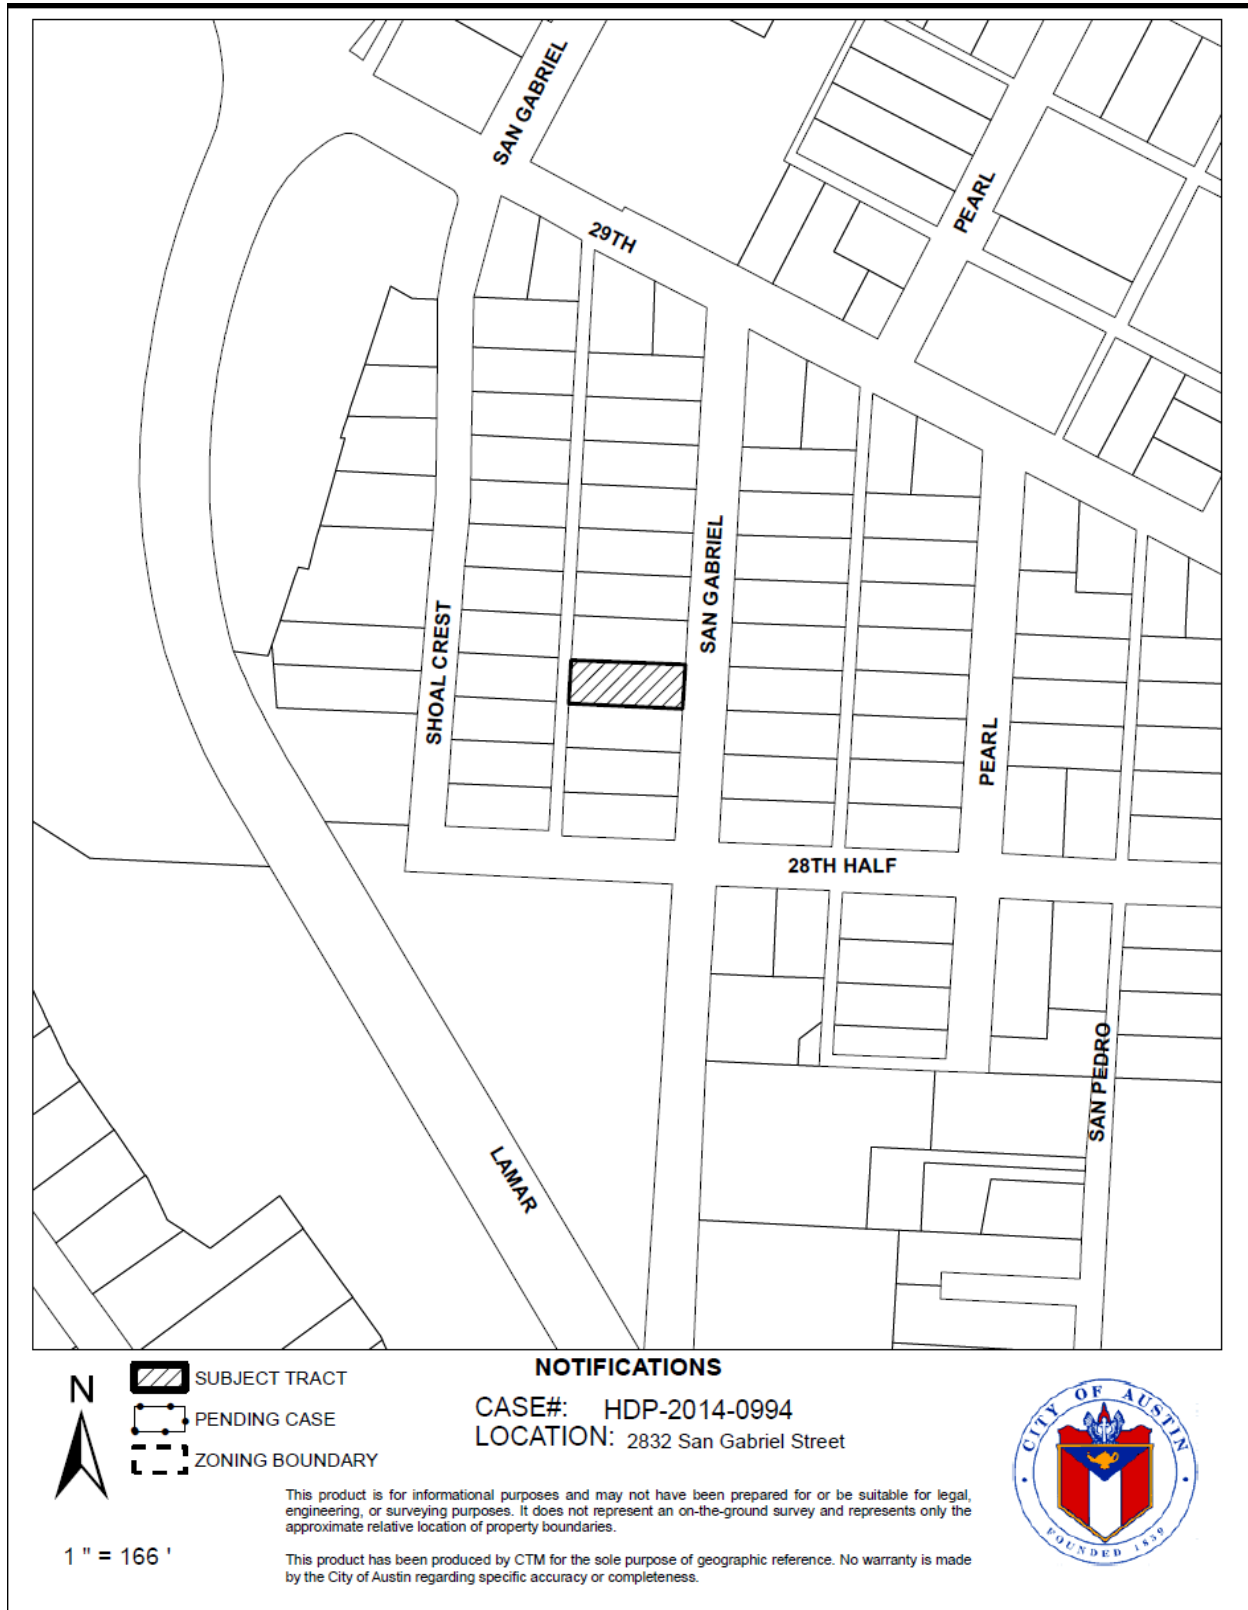 SAN GABRIEL
29TH
PEARL
SAN GABRIEL
SHOAL CREST
PEARL
28TH HALF
SAN PEDRO
LAMAR
N
SUBJECT TRACT
PENDING CASE
ZONING BOUNDARY
1 " = 166 '
NOTIFICATIONS
CASE#: HDP-2014-0994
LOCATION: 2832 San Gabriel Street
This product is for informational purposes and may not have been prepared for or be suitable for legal,
engineering, or surveying purposes. It does not represent an on-the-ground survey and represents only the
approximate relative location of property boundaries.
This product has been produced by CTM for the sole purpose of geographic reference. No warranty is made
by the City of Austin regarding specific accuracy or completeness.
CITY OF AUSTIN
FOUNDED 1839